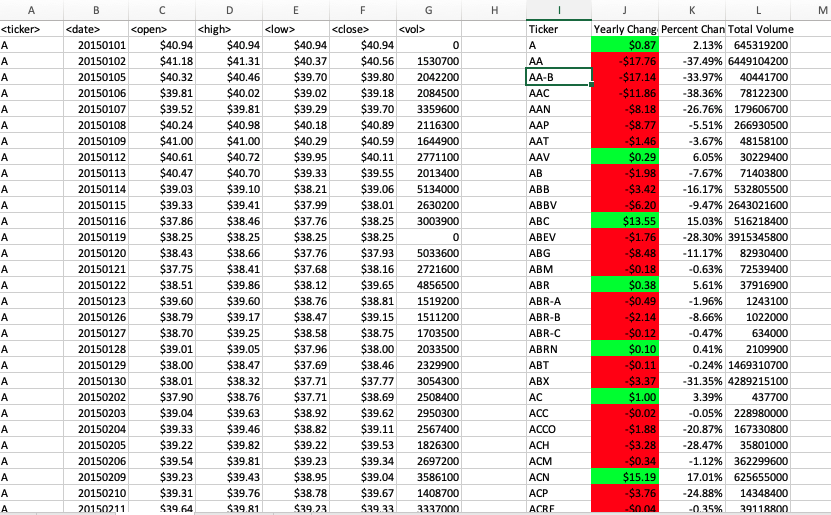 A B C D E F G H I J K L M
<ticker> <date> <open> <high> <low> <close> <vol> Ticker Yearly Chang Percent Chan Total Volume
A 20150101 $40.94 $40.94 $40.94 $40.94 0 A $0.87 2.13% 645319200
A 20150102 $41.18 $41.31 $40.37 $40.56 1530700 AA -$17.76 -37.49% 6449104200
A 20150105 $40.32 $40.46 $39.70 $39.80 2042200 AA-B -$17.14 -33.97% 40441700
A 20150106 $39.81 $40.02 $39.02 $39.18 2084500 AAC -$11.86 -38.36% 78122300
A 20150107 $39.52 $39.81 $39.29 $39.70 3359600 AAN -$8.18 -26.76% 179606700
A 20150108 $40.24 $40.98 $40.18 $40.89 2116300 AAP -$8.77 -5.51% 266930500
A 20150109 $41.00 $41.00 $40.29 $40.59 1644900 AAT -$1.46 -3.67% 48158100
A 20150112 $40.61 $40.72 $39.95 $40.11 2771100 AAV $0.29 6.05% 30229400
A 20150113 $40.47 $40.70 $39.33 $39.55 2013400 AB -$1.98 -7.67% 71403800
A 20150114 $39.03 $39.10 $38.21 $39.06 5134000 ABB -$3.42 -16.17% 532805500
A 20150115 $39.33 $39.41 $37.99 $38.01 2630200 ABBV -$6.20 -9.47% 2643021600
A 20150116 $37.86 $38.46 $37.76 $38.25 3003900 ABC $13.55 15.03% 516218400
A 20150119 $38.25 $38.25 $38.25 $38.25 0 ABEV -$1.76 -28.30% 3915345800
A 20150120 $38.43 $38.66 $37.76 $37.93 5033600 ABG -$8.48 -11.17% 82930400
A 20150121 $37.75 $38.41 $37.68 $38.16 2721600 ABM -$0.18 -0.63% 72539400
A 20150122 $38.51 $39.86 $38.12 $39.65 4856500 ABR $0.38 5.61% 37916900
A 20150123 $39.60 $39.60 $38.76 $38.81 1519200 ABR-A -$0.49 -1.96% 1243100
A 20150126 $38.79 $39.17 $38.47 $39.15 1511200 ABR-B -$2.14 -8.66% 1022000
A 20150127 $38.70 $39.25 $38.58 $38.75 1703500 ABR-C -$0.12 -0.47% 634000
A 20150128 $39.01 $39.05 $37.96 $38.00 2033500 ABRN $0.10 0.41% 2109900
A 20150129 $38.00 $38.47 $37.69 $38.46 2329900 ABT -$0.11 -0.24% 1469310700
A 20150130 $38.01 $38.32 $37.71 $37.77 3054300 ABX -$3.37 -31.35% 4289215100
A 20150202 $37.90 $38.76 $37.71 $38.69 2508400 AC $1.00 3.39% 437700
A 20150203 $39.04 $39.63 $38.92 $39.62 2950300 ACC -$0.02 -0.05% 228980000
A 20150204 $39.33 $39.46 $38.82 $39.11 2567400 ACCO -$1.88 -20.87% 167330800
A 20150205 $39.22 $39.82 $39.22 $39.53 1826300 ACH -$3.28 -28.47% 35801000
A 20150206 $39.54 $39.81 $39.23 $39.34 2697200 ACM -$0.34 -1.12% 362299600
A 20150209 $39.23 $39.43 $38.95 $39.04 3586100 ACN $15.19 17.01% 625655000
A 20150210 $39.31 $39.76 $38.78 $39.67 1408700 ACP -$3.76 -24.88% 14348400
A 20150211 $39.64 $39.81 $39.23 $39.33 3337000 ACRE -$0.04 -0.35% 39118800